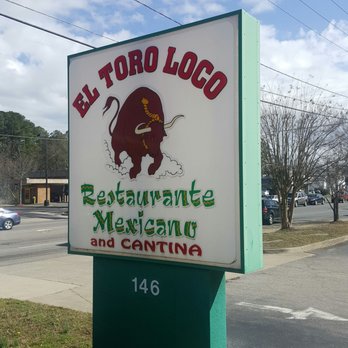 EL TORO LOCO
Restaurante
Mexicano
and CANTINA
146